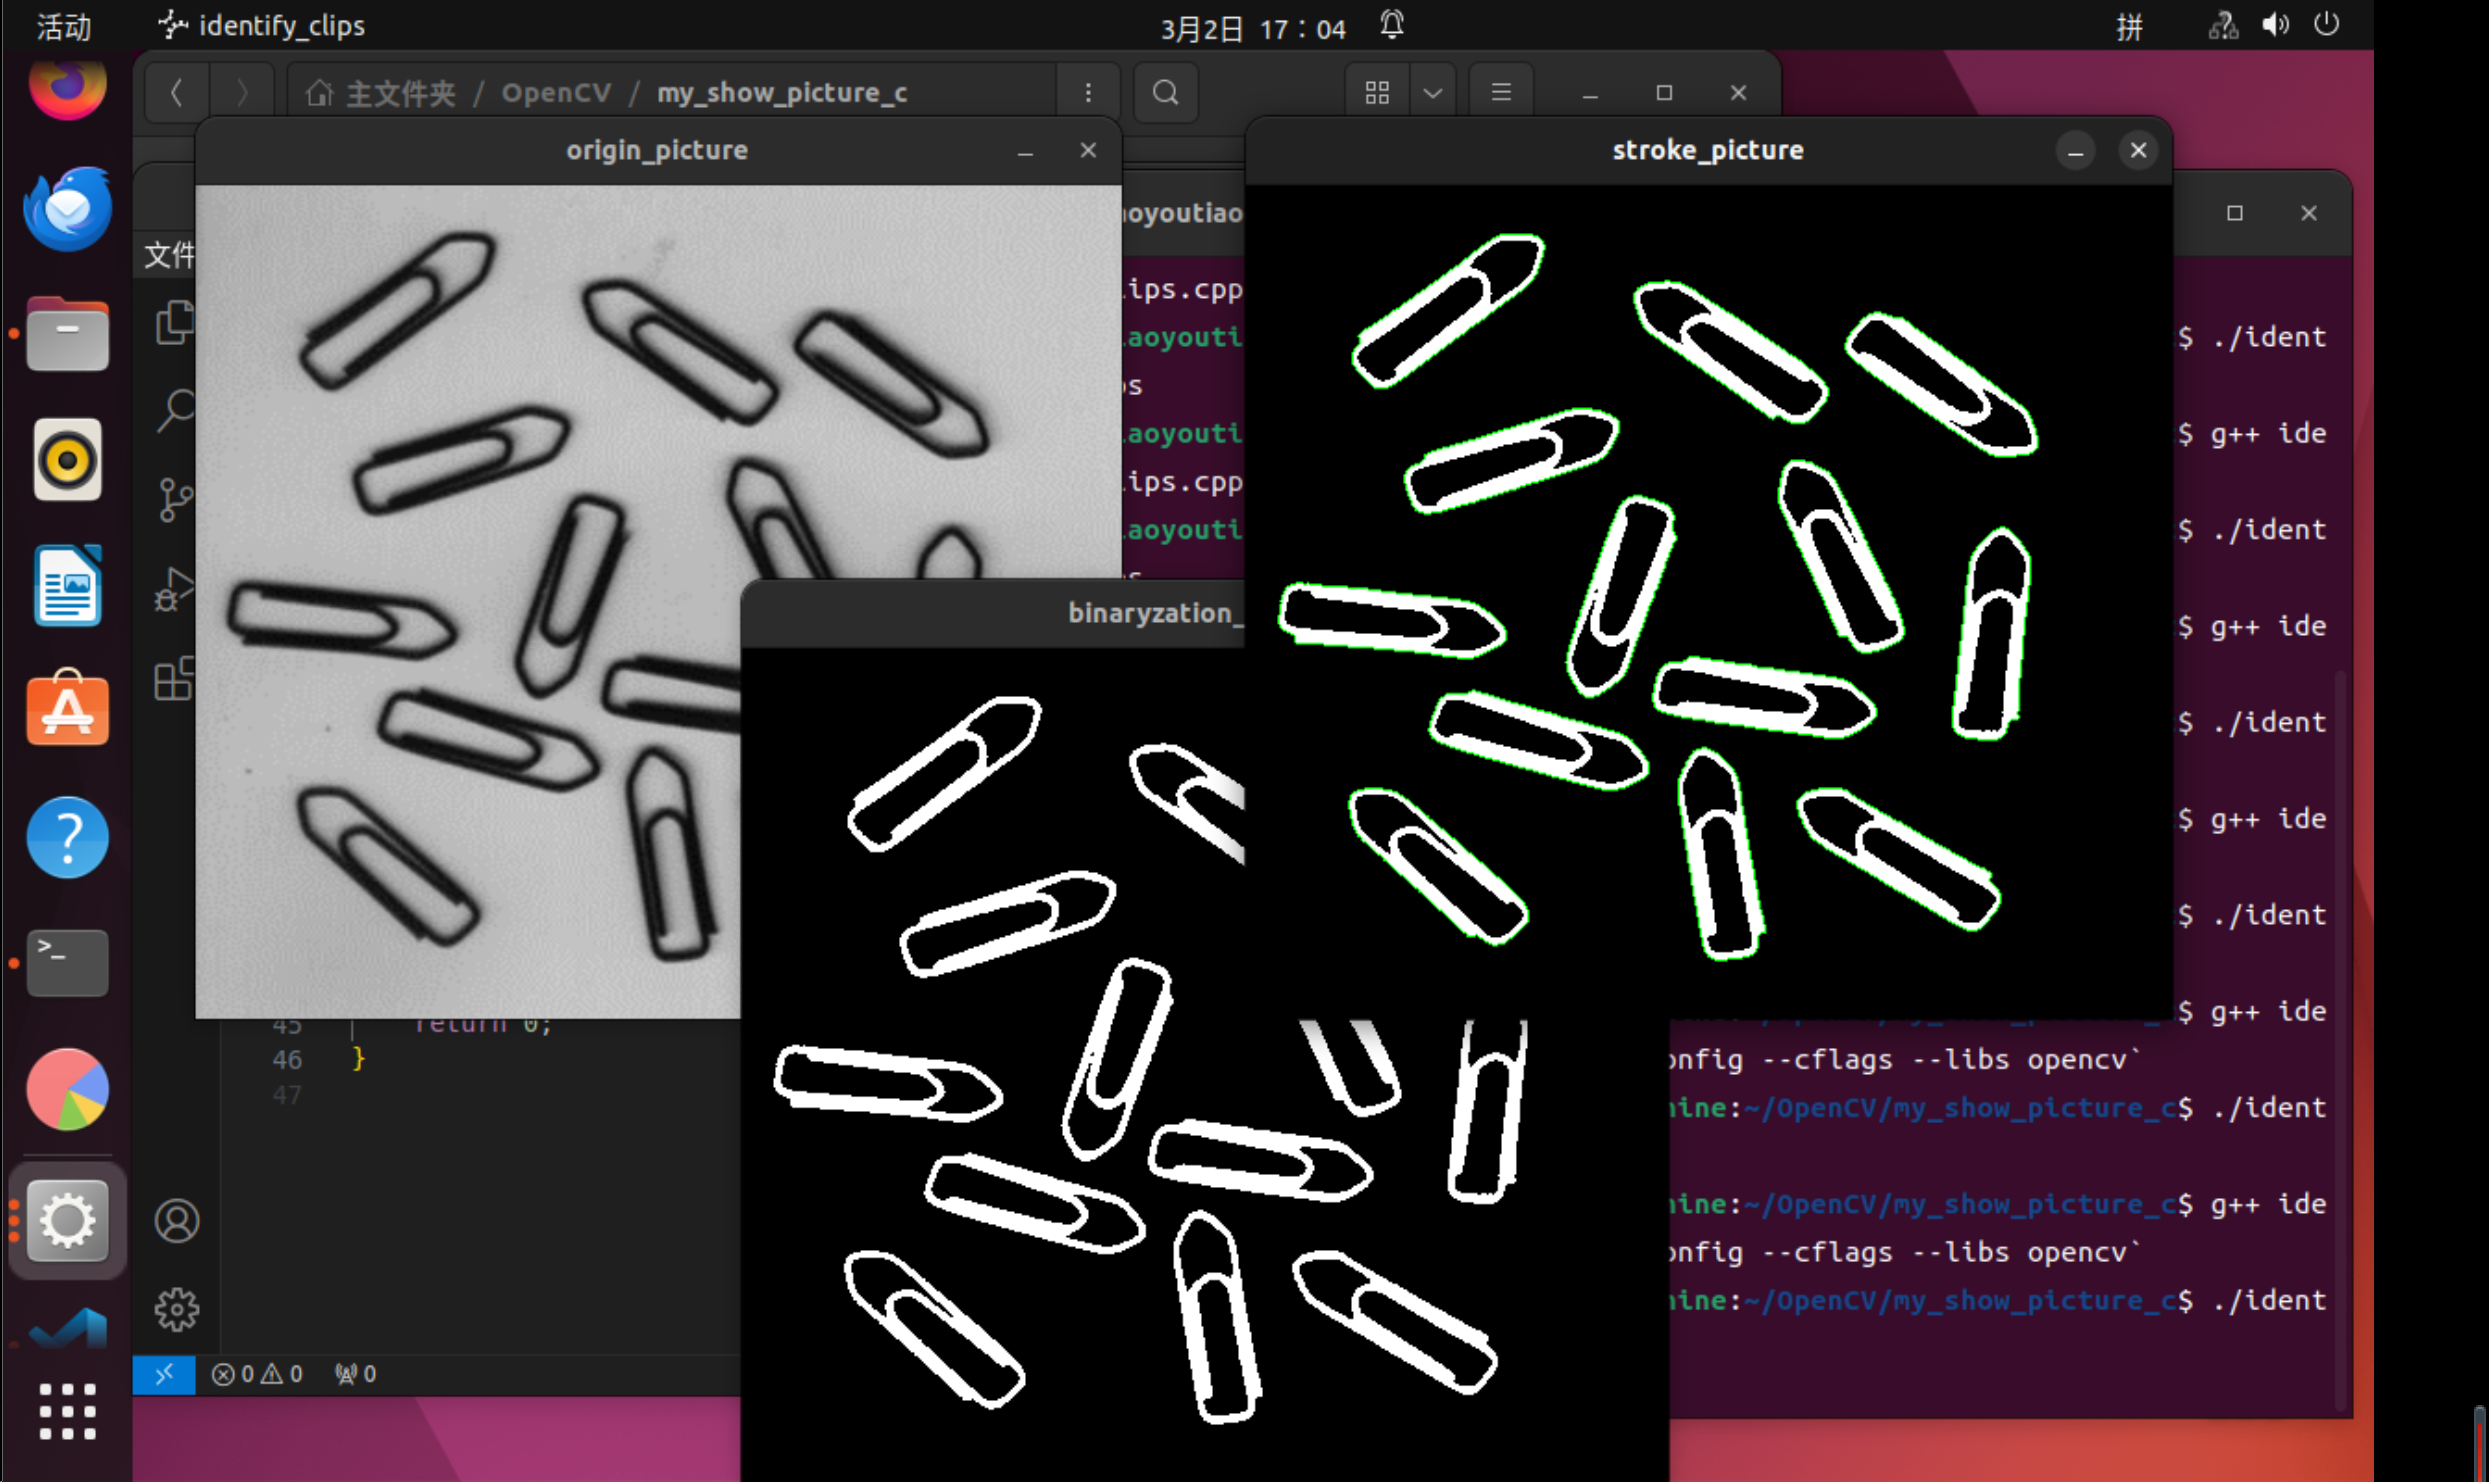 活动 identify_clips 3月2日 17：04 拼
主文件夹 / OpenCV / my_show_picture_c
origin_picture
stroke_picture
oyoutiao
文件
ips.cpp
aoyouti
$ ./ident
s
aoyouti
$ g++ ide
ips.cpp
aoyouti
$ ./ident
binaryzation_
$ g++ ide
$ ./ident
$ g++ ide
$ ./ident
$ g++ ide
45 return 0;
46 }
47
onfig --cflags --libs opencv`
hine:~/OpenCV/my_show_picture_c$ ./ident
hine:~/OpenCV/my_show_picture_c$ g++ ide
onfig --cflags --libs opencv`
hine:~/OpenCV/my_show_picture_c$ ./ident
0 0 0